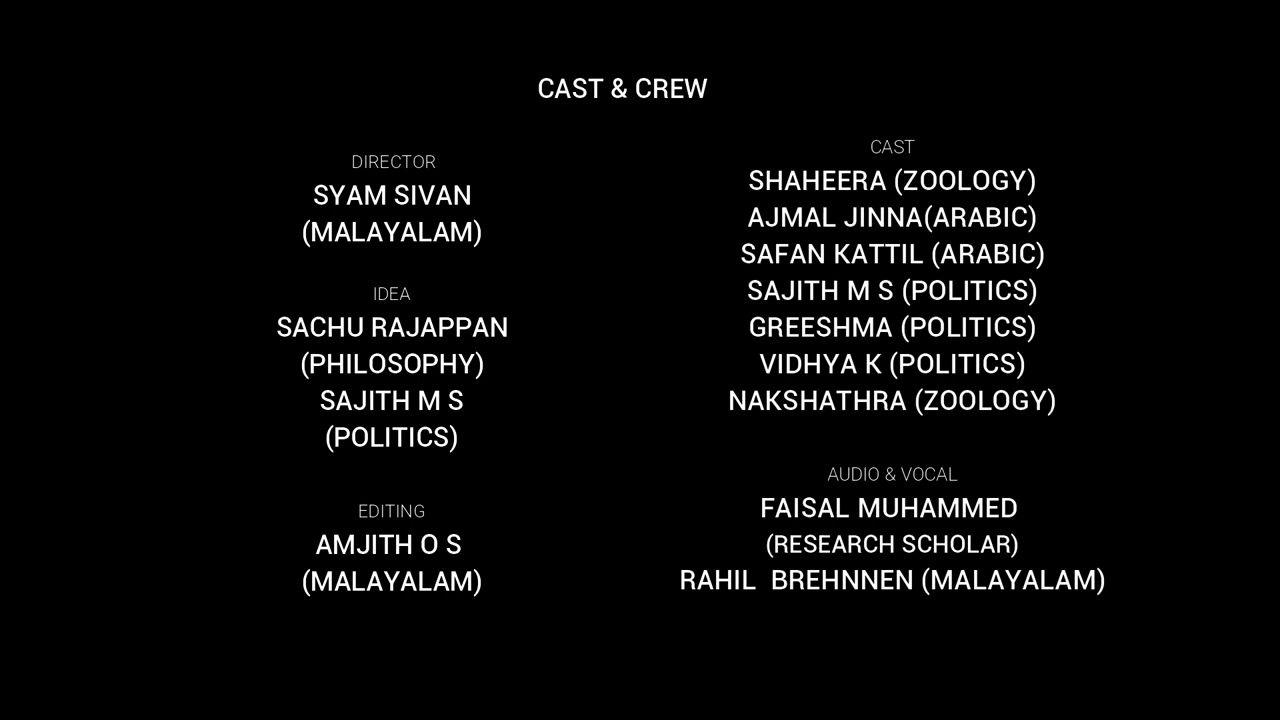 CAST & CREW
DIRECTOR
SYAM SIVAN
(MALAYALAM)
IDEA
SACHU RAJAPPAN
(PHILOSOPHY)
SAJITH M S
(POLITICS)
EDITING
AMJITH O S
(MALAYALAM)
CAST
SHAHEERA (ZOOLOGY)
AJMAL JINNA(ARABIC)
SAFAN KATTIL (ARABIC)
SAJITH M S (POLITICS)
GREESHMA (POLITICS)
VIDHYA K (POLITICS)
NAKSHATHRA (ZOOLOGY)
AUDIO & VOCAL
FAISAL MUHAMMED
(RESEARCH SCHOLAR)
RAHIL  BREHNNEN (MALAYALAM)